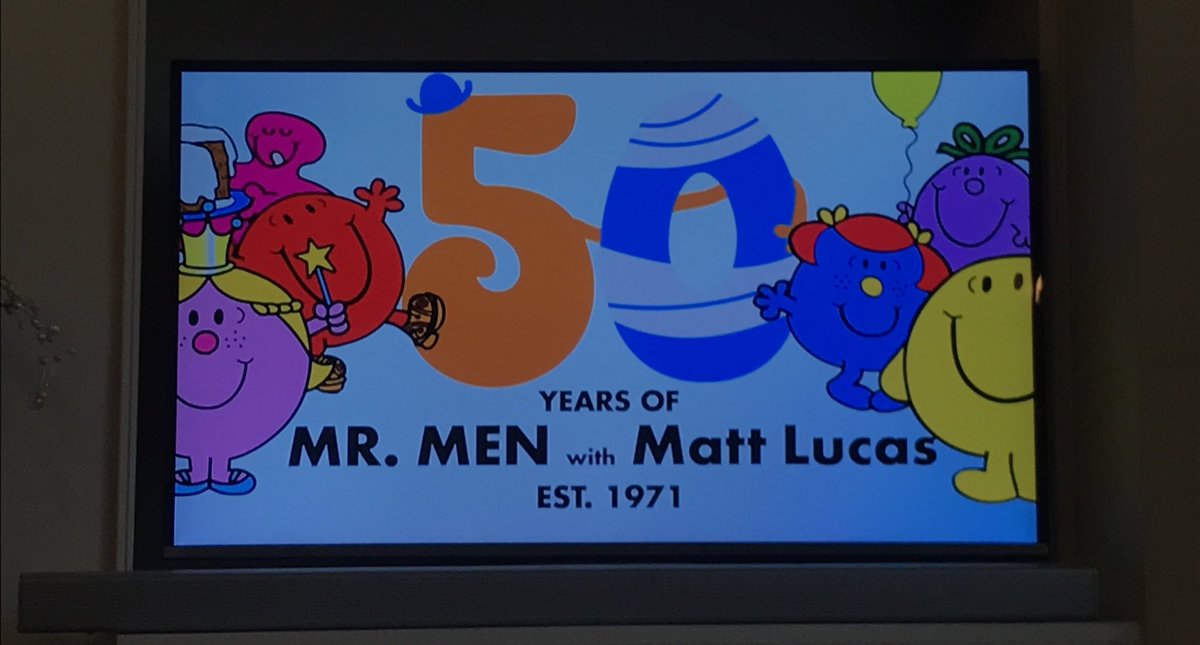 50
YEARS OF
MR. MEN with Matt Lucas
EST. 1971